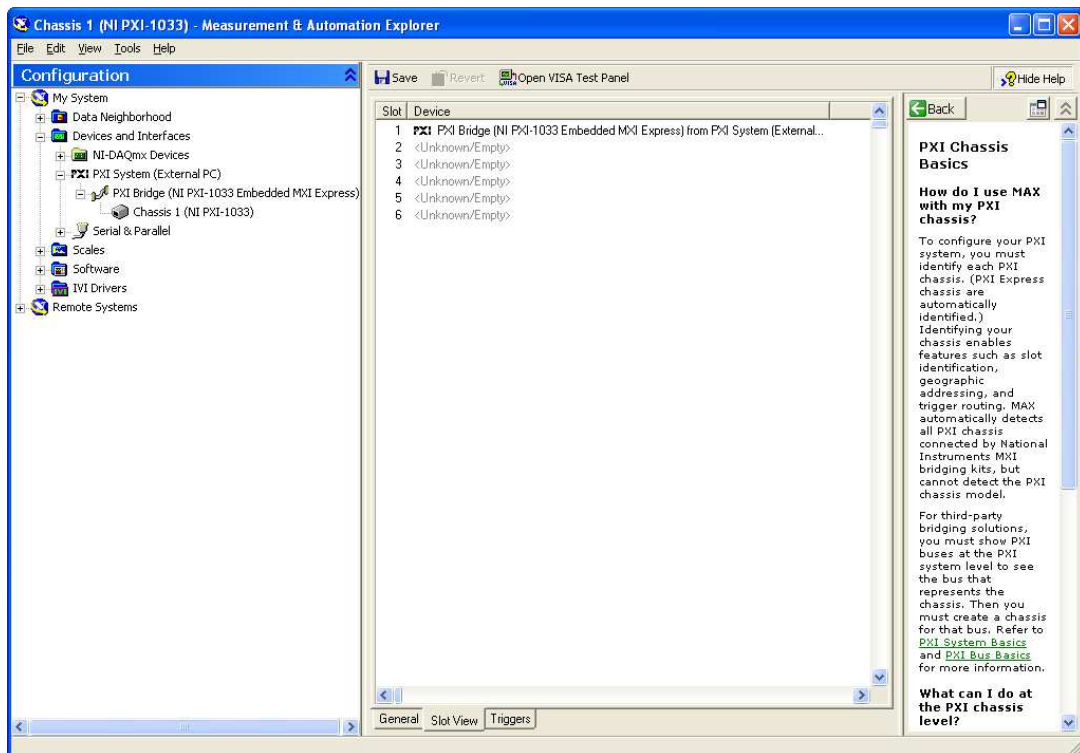 Chassis 1 (NI PXI-1033) - Measurement & Automation Explorer
File Edit View Tools Help
Configuration
My System
Data Neighborhood
Devices and Interfaces
NI-DAQmx Devices
PXI PXI System (External PC)
PXI Bridge (NI PXI-1033 Embedded MXI Express)
Chassis 1 (NI PXI-1033)
Serial & Parallel
Scales
Software
IVI Drivers
Remote Systems
Save Revert Open VISA Test Panel Hide Help
Slot Device
1 PXI PXI Bridge (NI PXI-1033 Embedded MXI Express) from PXI System (External...
2 <Unknown/Empty>
3 <Unknown/Empty>
4 <Unknown/Empty>
5 <Unknown/Empty>
6 <Unknown/Empty>
General Slot View Triggers
Back
PXI Chassis
Basics
How do I use MAX
with my PXI
chassis?
To configure your PXI
system, you must
identify each PXI
chassis. (PXI Express
chassis are
automatically
identified.)
Identifying your
chassis enables
features such as slot
identification,
geographic
addressing, and
trigger routing. MAX
automatically detects
all PXI chassis
connected by National
Instruments MXI
bridging kits, but
cannot detect the PXI
chassis model.
For third-party
bridging solutions,
you must show PXI
buses at the PXI
system level to see
the bus that
represents the
chassis. Then you
must create a chassis
for that bus. Refer to
PXI System Basics
and PXI Bus Basics
for more information.
What can I do at
the PXI chassis
level?